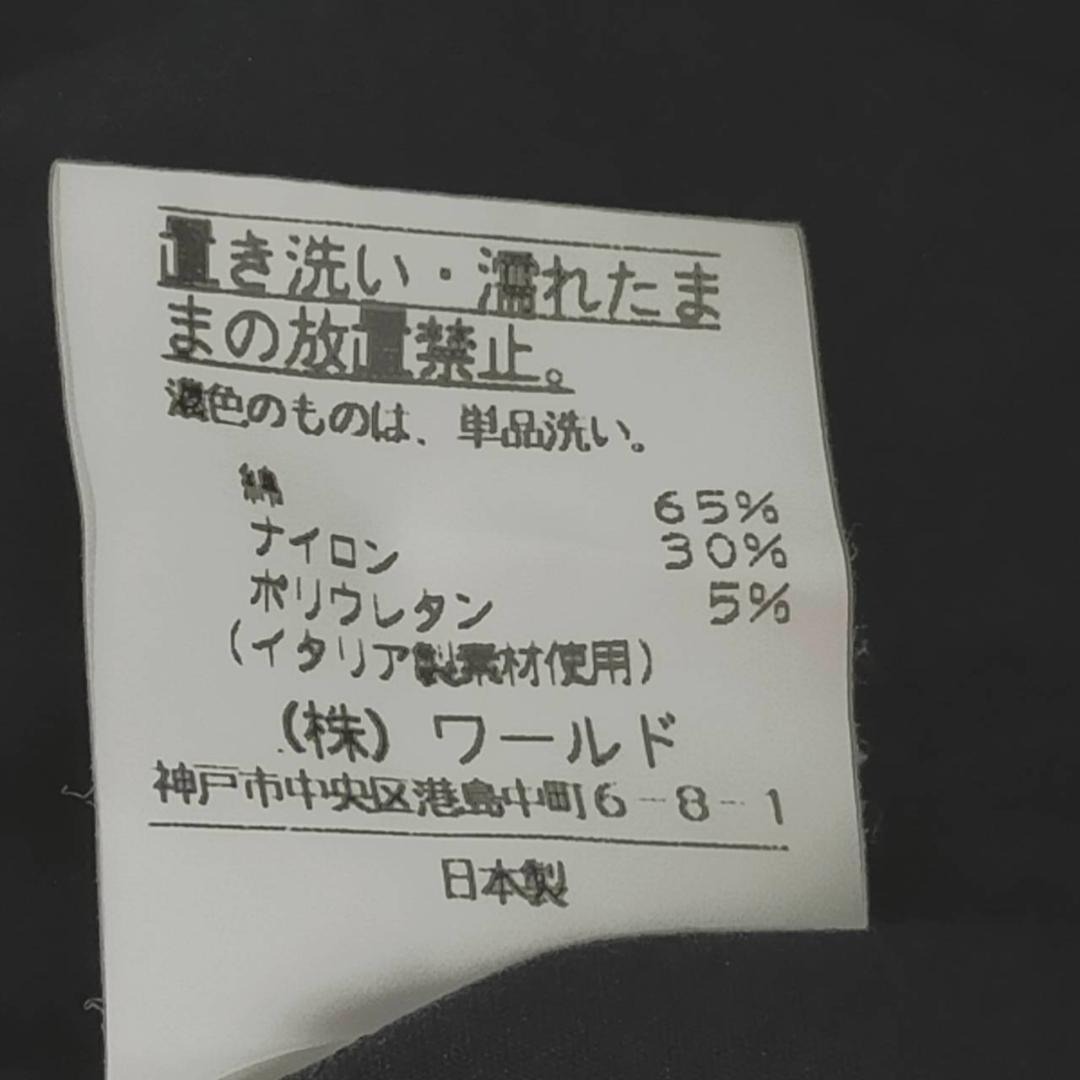 置き洗い・濡れたま
まの放置禁止。
濃色のものは、単品洗い。
綿 65%
ナイロン 30%
ポリウレタン 5%
(イタリア製素材使用)
(株) ワールド
神戸市中央区港島中町6-8-1
日本製